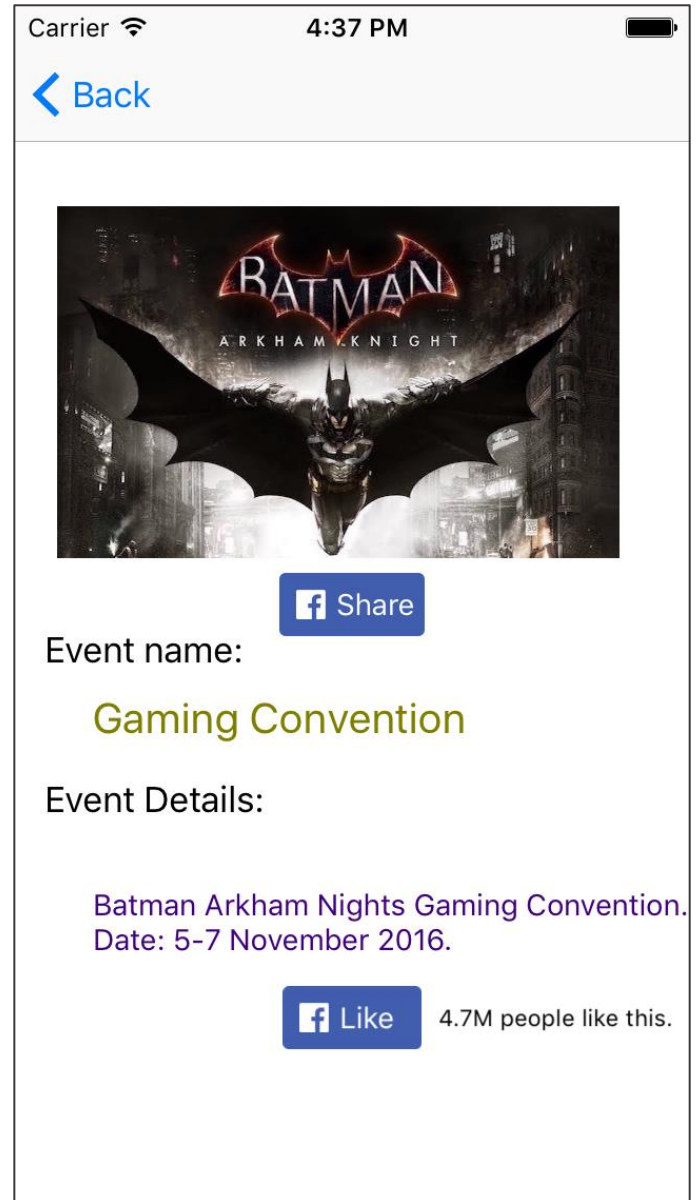 Carrier 4:37 PM
Back
BATMAN
ARKHAM KNIGHT
Share
Event name:
Gaming Convention
Event Details:
Batman Arkham Nights Gaming Convention.
Date: 5-7 November 2016.
Like 4.7M people like this.